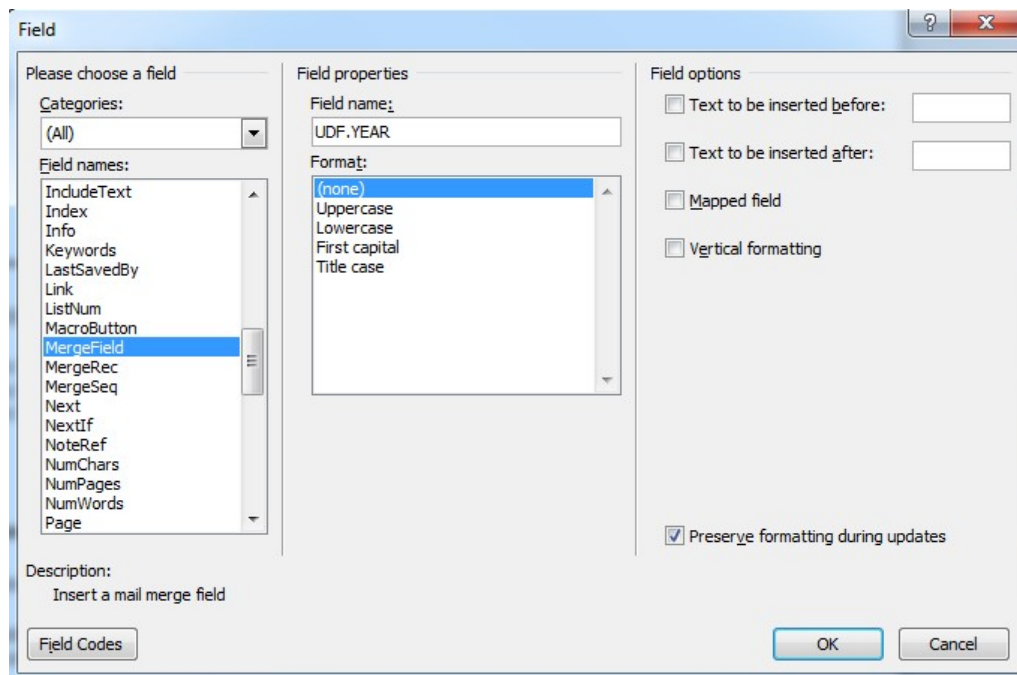 Field
?
X
Please choose a field
Categories:
(All)
Field names:
IncludeText
Index
Info
Keywords
LastSavedBy
Link
ListNum
MacroButton
MergeField
MergeRec
MergeSeq
Next
NextIf
NoteRef
NumChars
NumPages
NumWords
Page
Field properties
Field name:
UDF.YEAR
Format:
(none)
Uppercase
Lowercase
First capital
Title case
Field options
Text to be inserted before:
Text to be inserted after:
Mapped field
Vertical formatting
Preserve formatting during updates
Description:
Insert a mail merge field
Field Codes
OK
Cancel